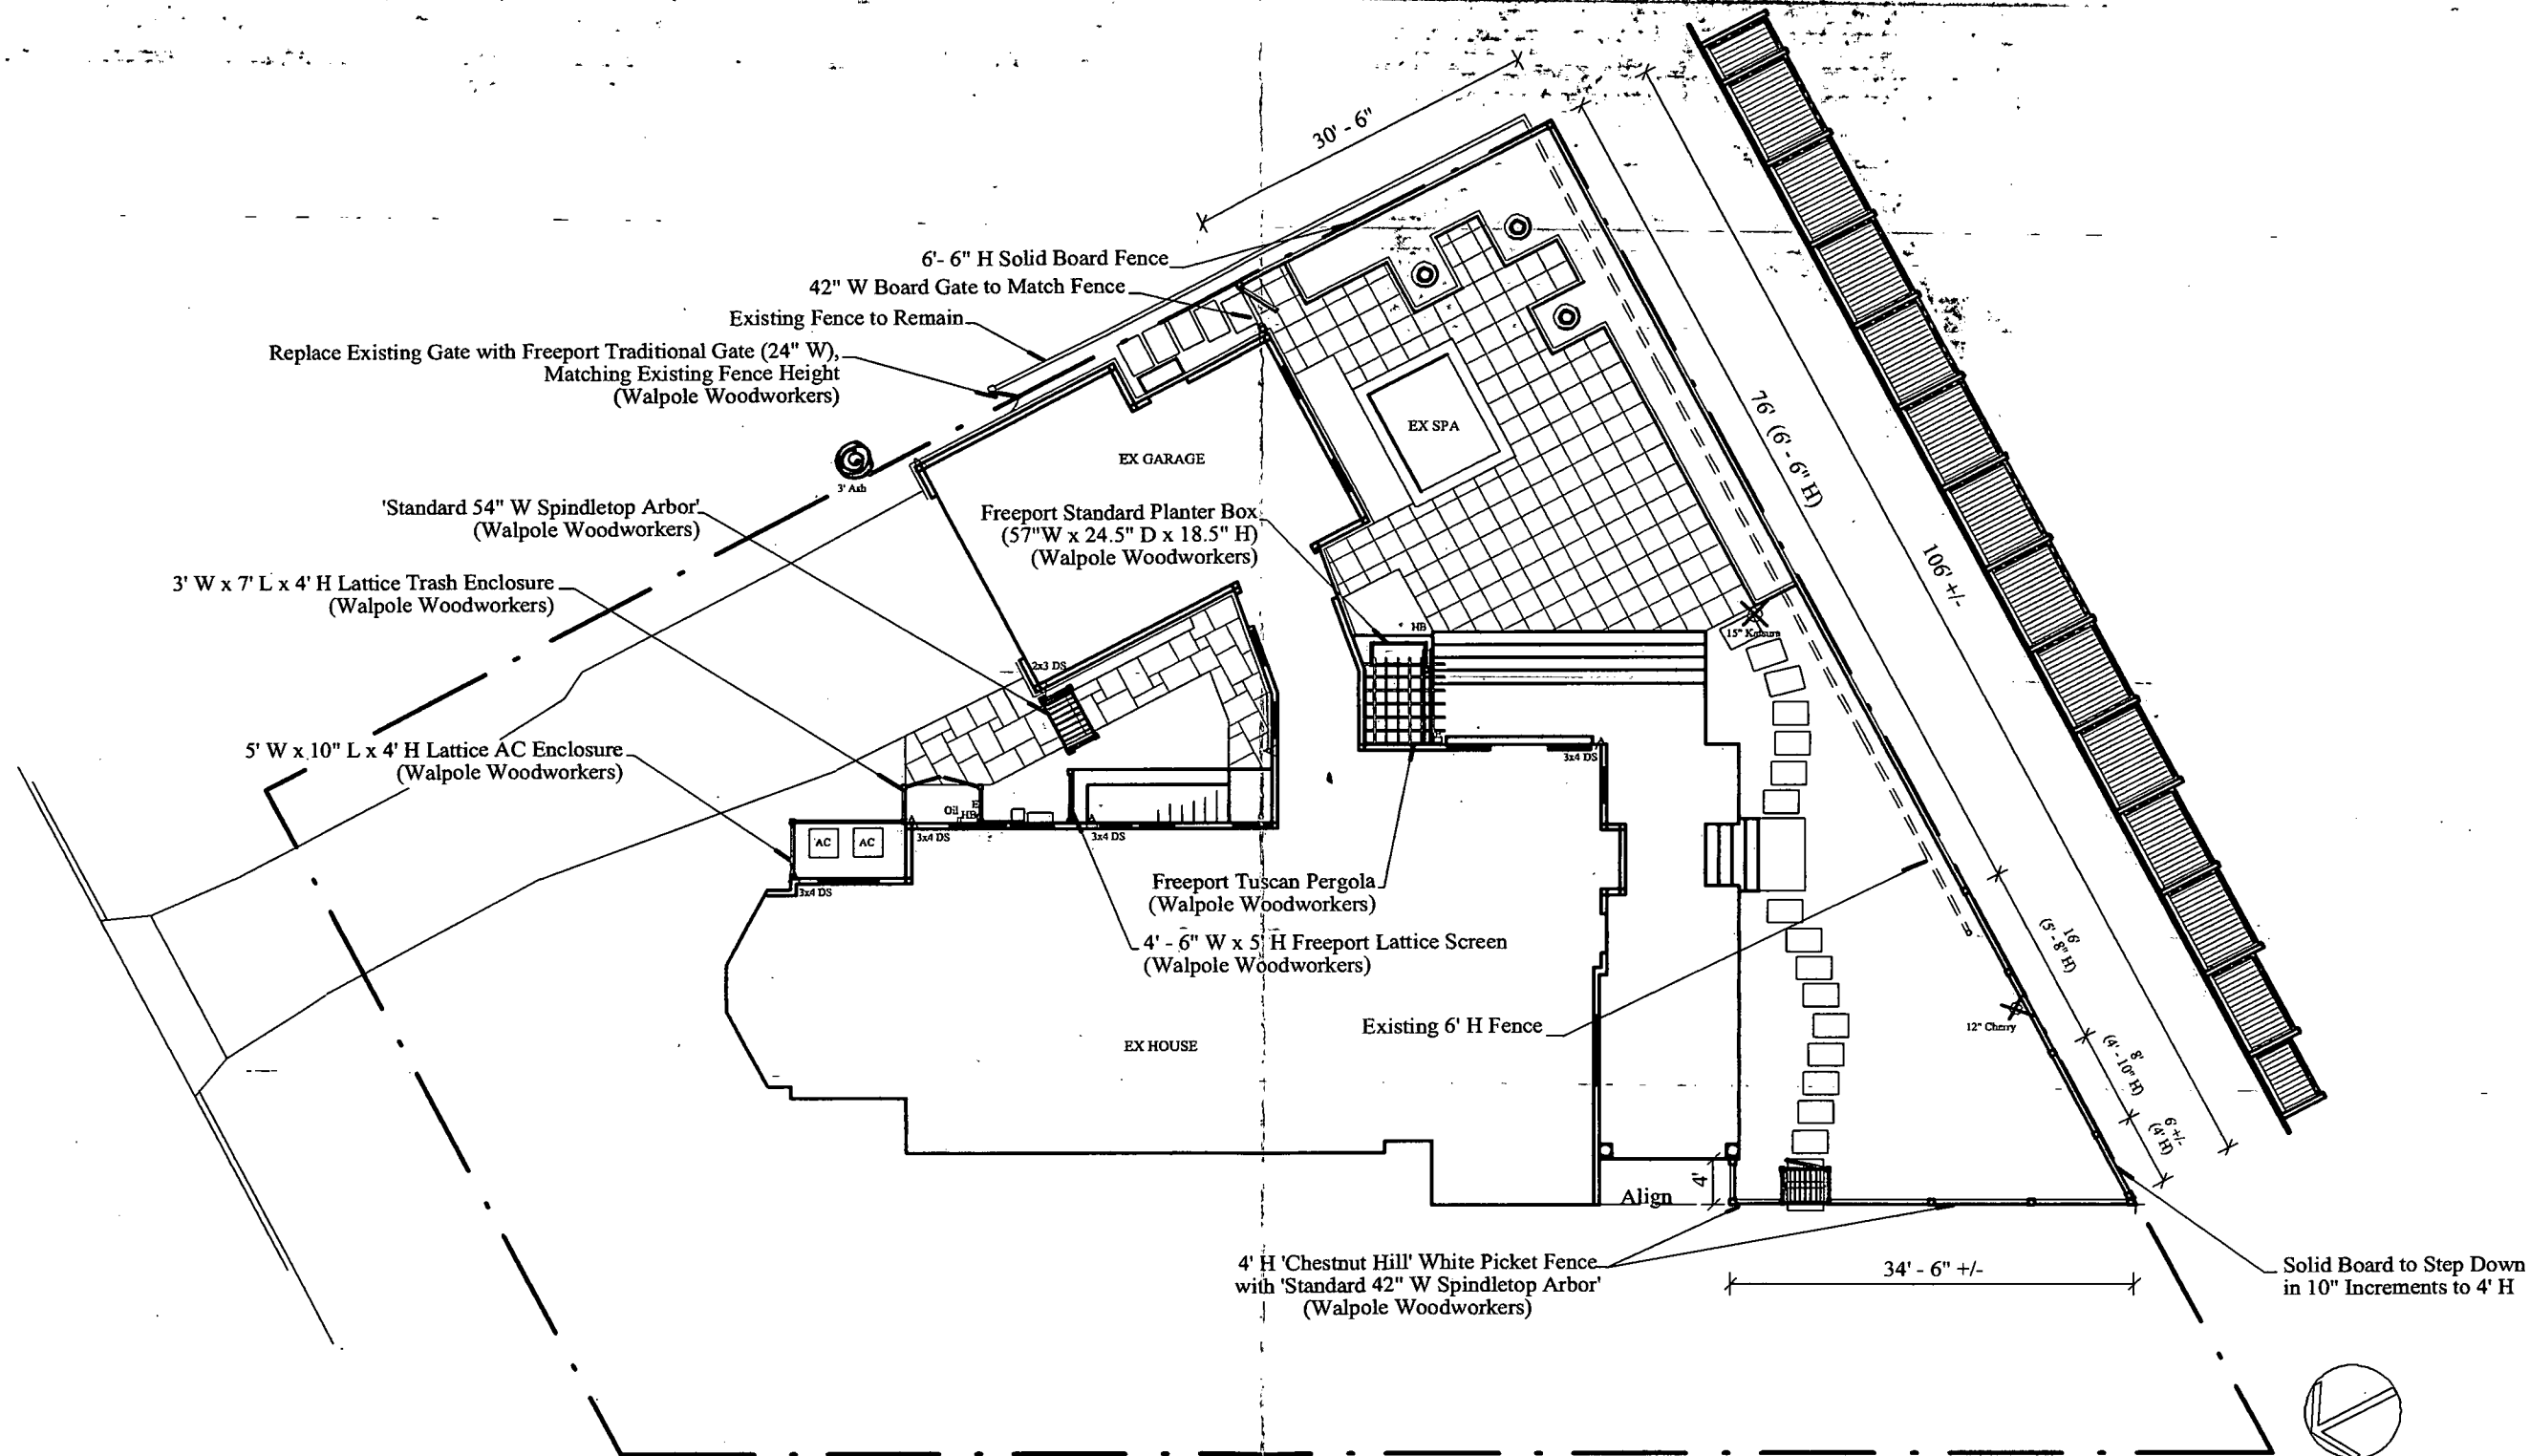 30' - 6"
6'- 6" H Solid Board Fence
42" W Board Gate to Match Fence
Existing Fence to Remain
Replace Existing Gate with Freeport Traditional Gate (24" W),
Matching Existing Fence Height
(Walpole Woodworkers)
76' (6' - 6" H)
EX SPA
EX GARAGE
3' Ash
'Standard 54" W Spindletop Arbor'
(Walpole Woodworkers)
Freeport Standard Planter Box
(57"W x 24.5" D x 18.5" H)
(Walpole Woodworkers)
106' +/-
3' W x 7' L x 4' H Lattice Trash Enclosure
(Walpole Woodworkers)
HB
15" Katsura
2x3 DS
5' W x 10" L x 4' H Lattice AC Enclosure
(Walpole Woodworkers)
3x4 DS
Oil
E
HB
3x4 DS
3x4 DS
AC
AC
3x4 DS
Freeport Tuscan Pergola
(Walpole Woodworkers)
4' - 6" W x 5' H Freeport Lattice Screen
(Walpole Woodworkers)
16'
(5' - 8" H)
Existing 6' H Fence
12" Cherry
EX HOUSE
8'
(4' - 10" H)
6' +/-
(4' H)
4'
Align
4' H 'Chestnut Hill' White Picket Fence
with 'Standard 42" W Spindletop Arbor'
(Walpole Woodworkers)
34' - 6" +/-
Solid Board to Step Down
in 10" Increments to 4' H